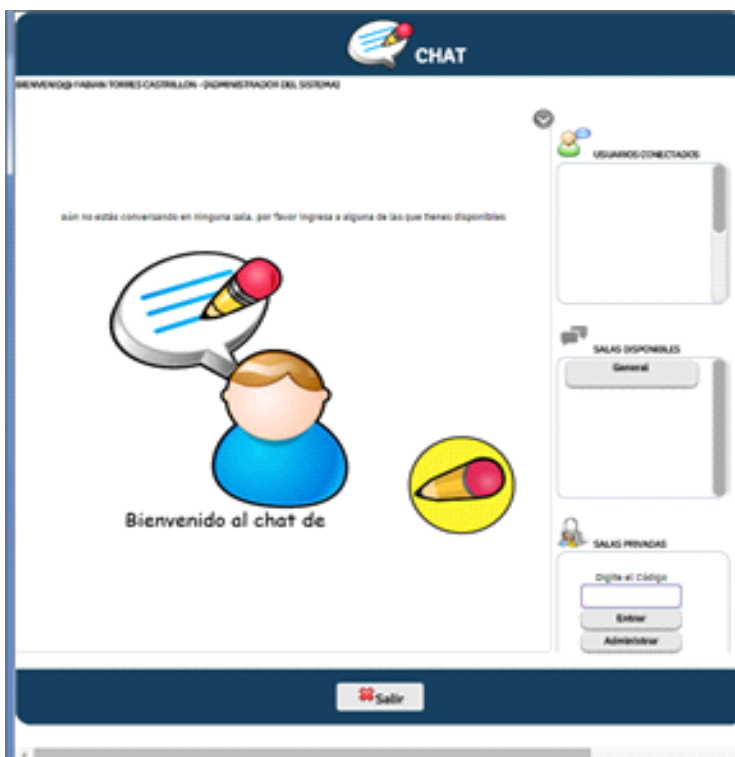 CHAT
BIENVENID@ FABIAN TORRES CASTRILLON - [ADMINISTRADOR DEL SISTEMA]
USUARIOS CONECTADOS
aún no estás conversando en ninguna sala, por favor ingresa a alguna de las que tienes disponibles
SALAS DISPONIBLES
General
Bienvenido al chat de
SALAS PRIVADAS
Digite el Código
Entrar
Administrar
Salir